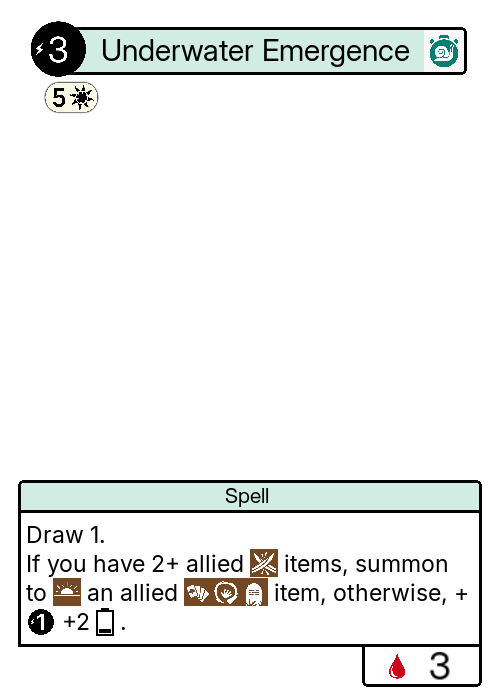 3 Underwater Emergence
5
Spell
Draw 1.
If you have 2+ allied items, summon
to an allied item, otherwise, +
1 +2 .
3